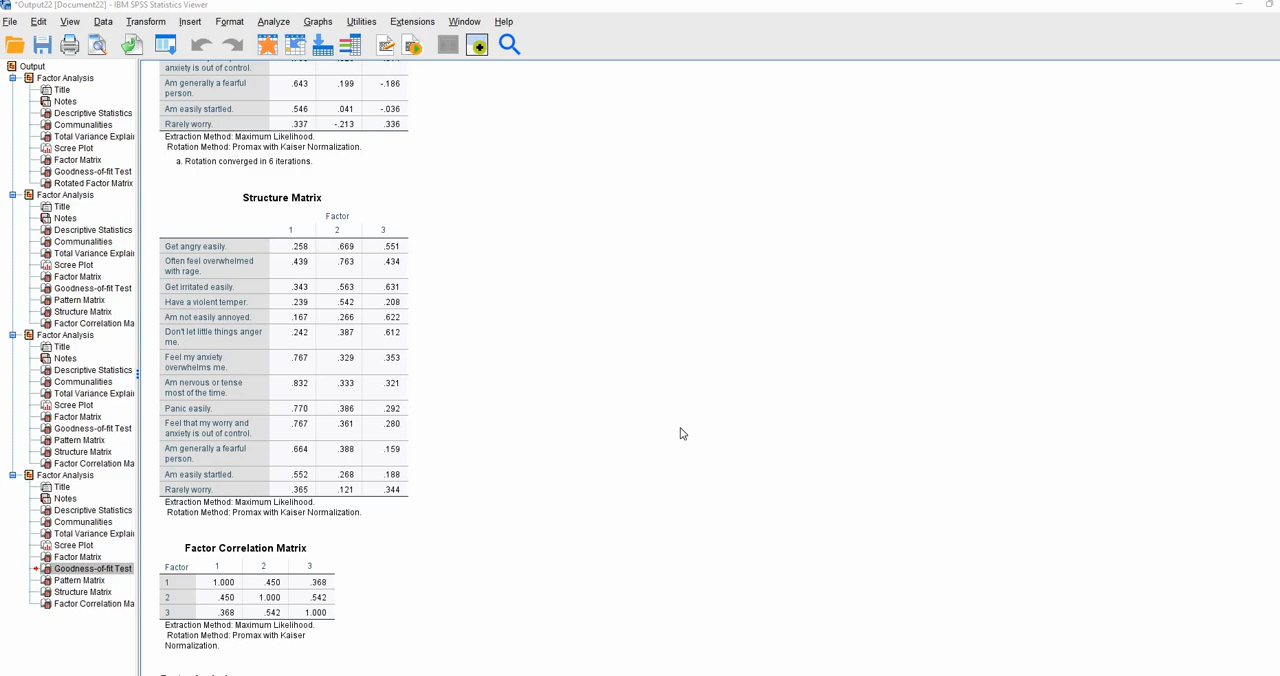 *Output22 [Document22] - IBM SPSS Statistics Viewer
File Edit View Data Transform Insert Format Analyze Graphs Utilities Extensions Window Help
Output
Factor Analysis
Title
Notes
Descriptive Statistics
Communalities
Total Variance Explai
Scree Plot
Factor Matrix
Goodness-of-fit Test
Rotated Factor Matrix
Factor Analysis
Title
Notes
Descriptive Statistics
Communalities
Total Variance Explai
Scree Plot
Factor Matrix
Goodness-of-fit Test
Pattern Matrix
Structure Matrix
Factor Correlation Ma
Factor Analysis
Title
Notes
Descriptive Statistics
Communalities
Total Variance Explai
Scree Plot
Factor Matrix
Goodness-of-fit Test
Pattern Matrix
Structure Matrix
Factor Correlation Ma
Factor Analysis
Title
Notes
Descriptive Statistics
Communalities
Total Variance Explai
Scree Plot
Factor Matrix
Goodness-of-fit Test
Pattern Matrix
Structure Matrix
Factor Correlation Ma
anxiety is out of control.
Am generally a fearful .643 .199 -.186
person.
Am easily startled. .546 .041 -.036
Rarely worry. .337 -.213 .336
Extraction Method: Maximum Likelihood.
Rotation Method: Promax with Kaiser Normalization.
a. Rotation converged in 6 iterations.
Structure Matrix
Factor
1 2 3
Get angry easily. .258 .669 .551
Often feel overwhelmed .439 .763 .434
with rage.
Get irritated easily. .343 .563 .631
Have a violent temper. .239 .542 .208
Am not easily annoyed. .167 .266 .622
Don't let little things anger .242 .387 .612
me.
Feel my anxiety .767 .329 .353
overwhelms me.
Am nervous or tense .832 .333 .321
most of the time.
Panic easily. .770 .386 .292
Feel that my worry and .767 .361 .280
anxiety is out of control.
Am generally a fearful .664 .388 .159
person.
Am easily startled. .552 .268 .188
Rarely worry. .365 .121 .344
Extraction Method: Maximum Likelihood.
Rotation Method: Promax with Kaiser Normalization.
Factor Correlation Matrix
Factor 1 2 3
1 1.000 .450 .368
2 .450 1.000 .542
3 .368 .542 1.000
Extraction Method: Maximum Likelihood.
Rotation Method: Promax with Kaiser
Normalization.